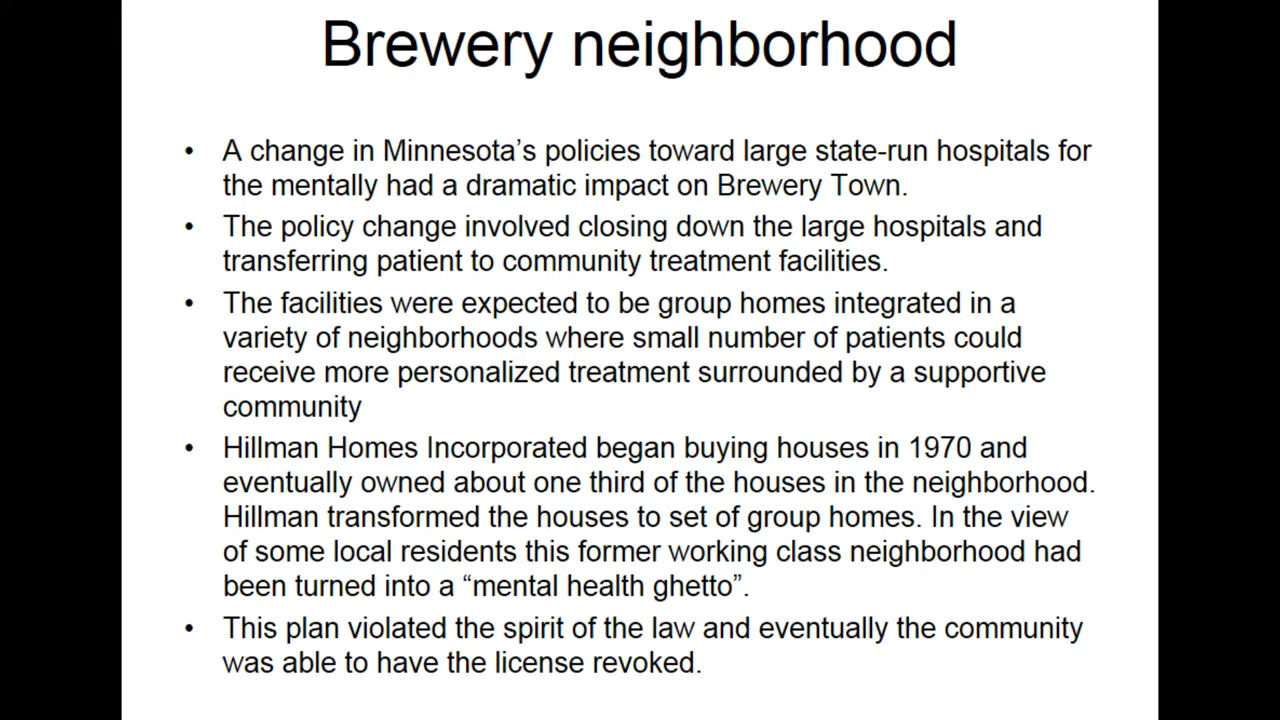 Brewery neighborhood
• A change in Minnesota’s policies toward large state-run hospitals for
the mentally had a dramatic impact on Brewery Town.
• The policy change involved closing down the large hospitals and
transferring patient to community treatment facilities.
• The facilities were expected to be group homes integrated in a
variety of neighborhoods where small number of patients could
receive more personalized treatment surrounded by a supportive
community
• Hillman Homes Incorporated began buying houses in 1970 and
eventually owned about one third of the houses in the neighborhood.
Hillman transformed the houses to set of group homes. In the view
of some local residents this former working class neighborhood had
been turned into a “mental health ghetto”.
• This plan violated the spirit of the law and eventually the community
was able to have the license revoked.